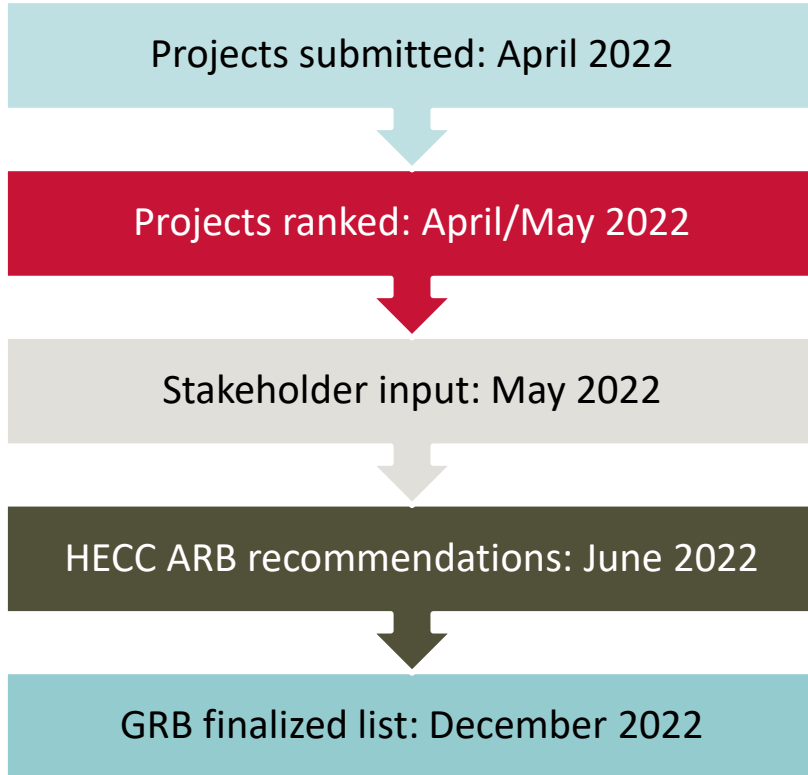 Projects submitted: April 2022
Projects ranked: April/May 2022
Stakeholder input: May 2022
HECC ARB recommendations: June 2022
GRB finalized list: December 2022